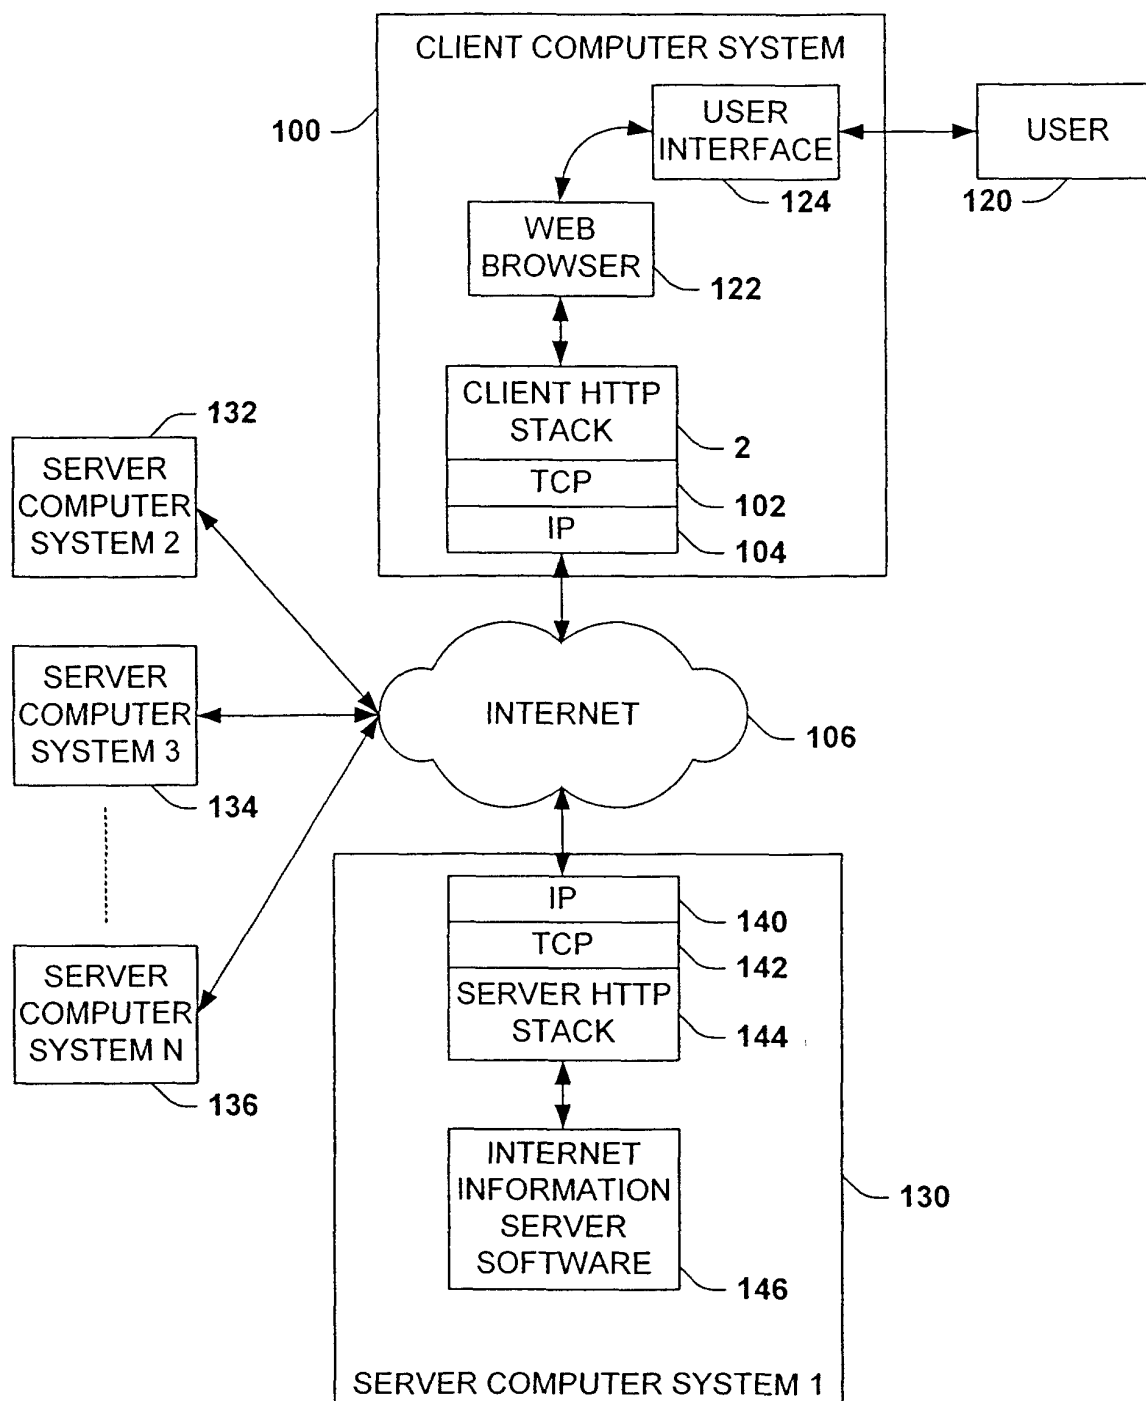 CLIENT COMPUTER SYSTEM
100
USER
INTERFACE
124
USER
120
WEB
BROWSER
122
CLIENT HTTP
STACK
2
TCP
102
IP
104
132
SERVER
COMPUTER
SYSTEM 2
SERVER
COMPUTER
SYSTEM 3
134
INTERNET
106
IP
140
TCP
142
SERVER HTTP
STACK
144
SERVER
COMPUTER
SYSTEM N
136
INTERNET
INFORMATION
SERVER
SOFTWARE
146
130
SERVER COMPUTER SYSTEM 1